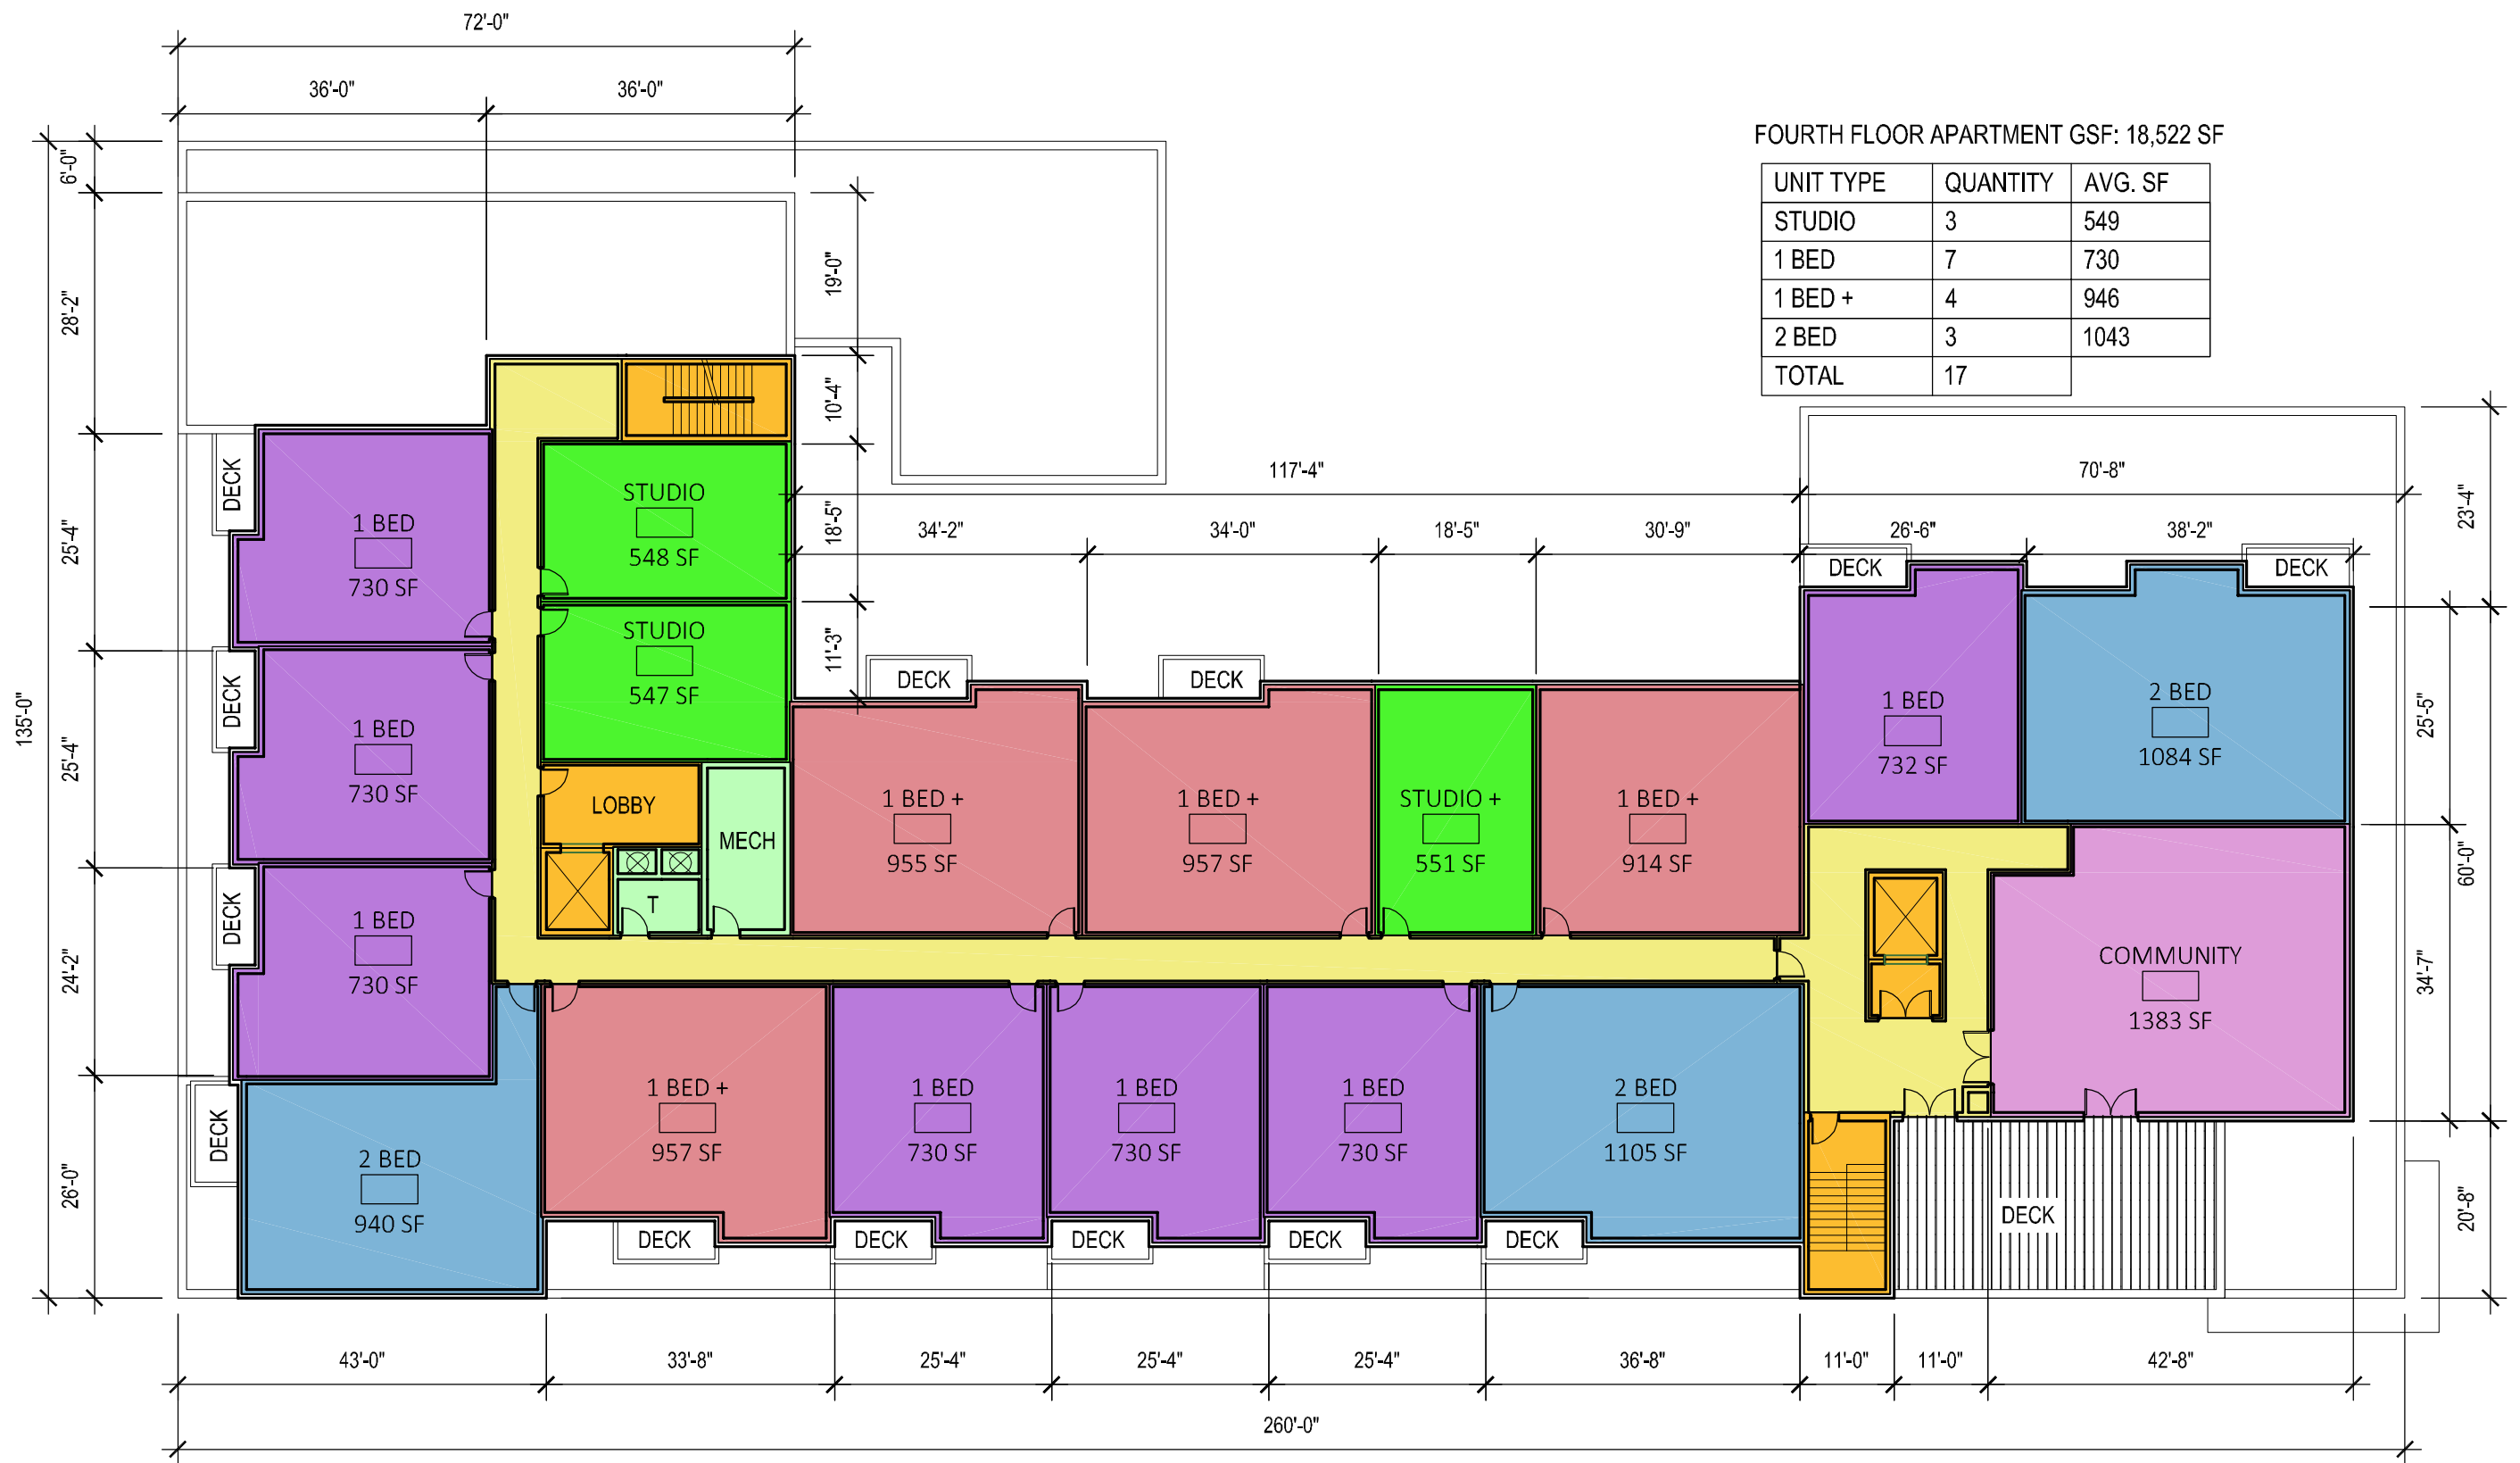 72'-0"
36'-0"
36'-0"
FOURTH FLOOR APARTMENT GSF: 18,522 SF
UNIT TYPE QUANTITY AVG. SF
STUDIO 3 549
1 BED 7 730
1 BED + 4 946
2 BED 3 1043
TOTAL 17
6'-0"
28'-2"
25'-4"
25'-4"
24'-2"
26'-0"
135'-0"
19'-0"
10'-4"
18'-5"
11'-3"
117'-4"
70'-8"
34'-2"
34'-0"
18'-5"
30'-9"
26'-6"
38'-2"
23'-4"
25'-5"
60'-0"
34'-7"
20'-8"
DECK
1 BED
730 SF
STUDIO
548 SF
STUDIO
547 SF
DECK
1 BED
730 SF
LOBBY
MECH
T
DECK
1 BED
730 SF
DECK
2 BED
940 SF
DECK
1 BED +
955 SF
DECK
1 BED +
957 SF
STUDIO +
551 SF
1 BED +
914 SF
DECK
1 BED
732 SF
DECK
2 BED
1084 SF
COMMUNITY
1383 SF
1 BED +
957 SF
DECK
1 BED
730 SF
DECK
1 BED
730 SF
DECK
1 BED
730 SF
DECK
2 BED
1105 SF
DECK
DECK
43'-0"
33'-8"
25'-4"
25'-4"
25'-4"
36'-8"
11'-0"
11'-0"
42'-8"
260'-0"